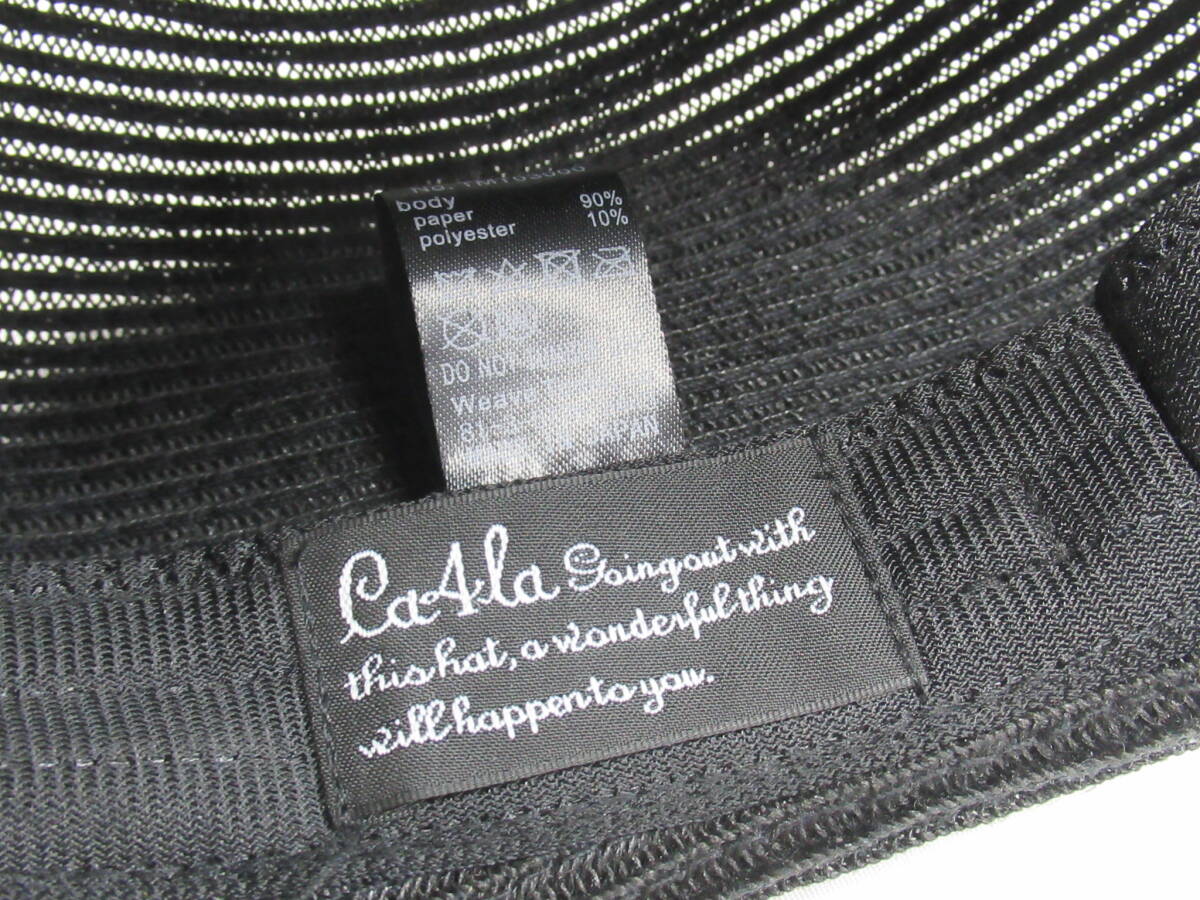 body
paper 90%
polyester 10%
DO NOT
JAPAN
Ca4la Going out with
this hat, a wonderful thing
will happen to you.